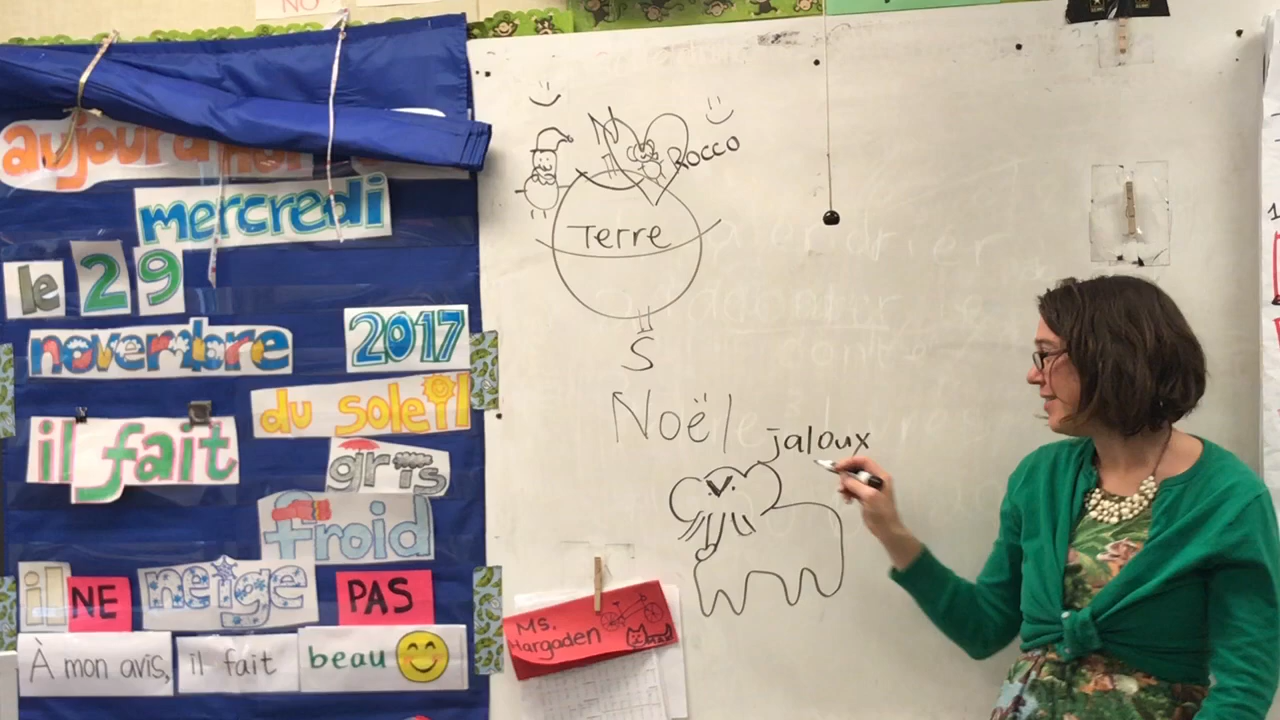 NO
aujourd'hui
mercredi
le 29
novembre 2017
il fait du soleil
gris
froid
il NE neige PAS
À mon avis, il fait beau
N
ROCCO
Terre
S
Noël
jaloux
Ms.
Margaden